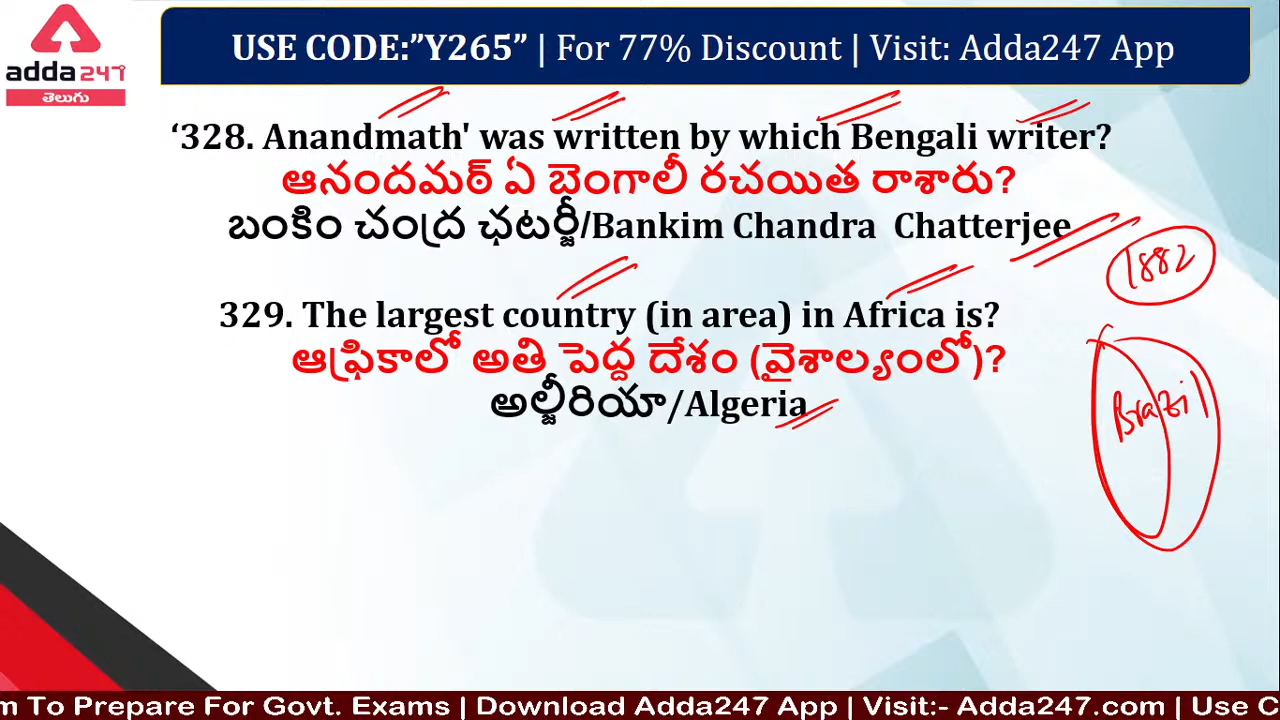 adda247
తెలుగు
USE CODE:”Y265” | For 77% Discount | Visit: Adda247 App
‘328. Anandmath' was written by which Bengali writer?
ఆనందమఠ్ ఏ బెంగాలీ రచయిత రాశారు?
బంకిం చంద్ర ఛటర్జీ/Bankim Chandra Chatterjee
1882
329. The largest country (in area) in Africa is?
ఆఫ్రికాలో అతి పెద్ద దేశం (వైశాల్యంలో)?
అల్జీరియా/Algeria
Brazil
m To Prepare For Govt. Exams | Download Adda247 App | Visit:- Adda247.com | Use C